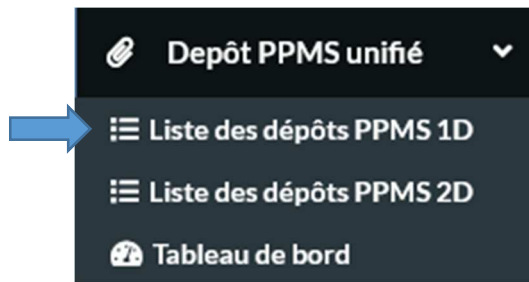 Depôt PPMS unifié
Liste des dépôts PPMS 1D
Liste des dépôts PPMS 2D
Tableau de bord